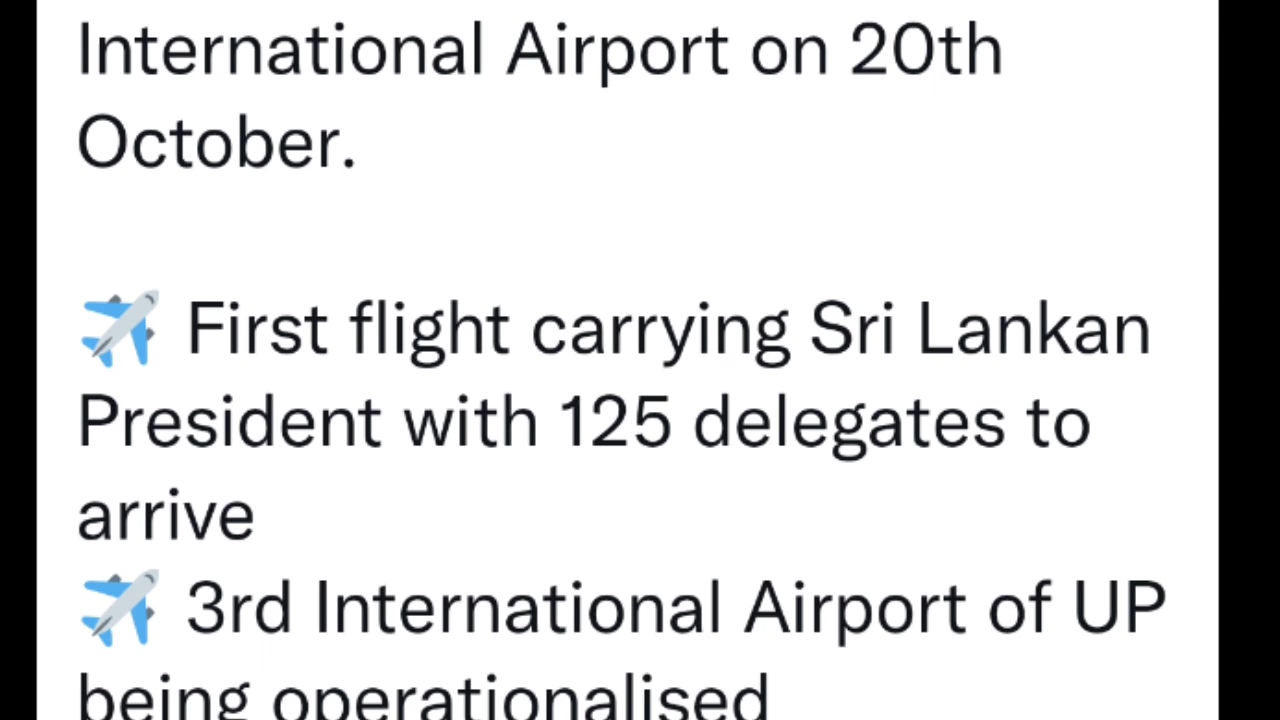 International Airport on 20th
October.
✈️ First flight carrying Sri Lankan
President with 125 delegates to
arrive
✈️ 3rd International Airport of UP
being operationalised